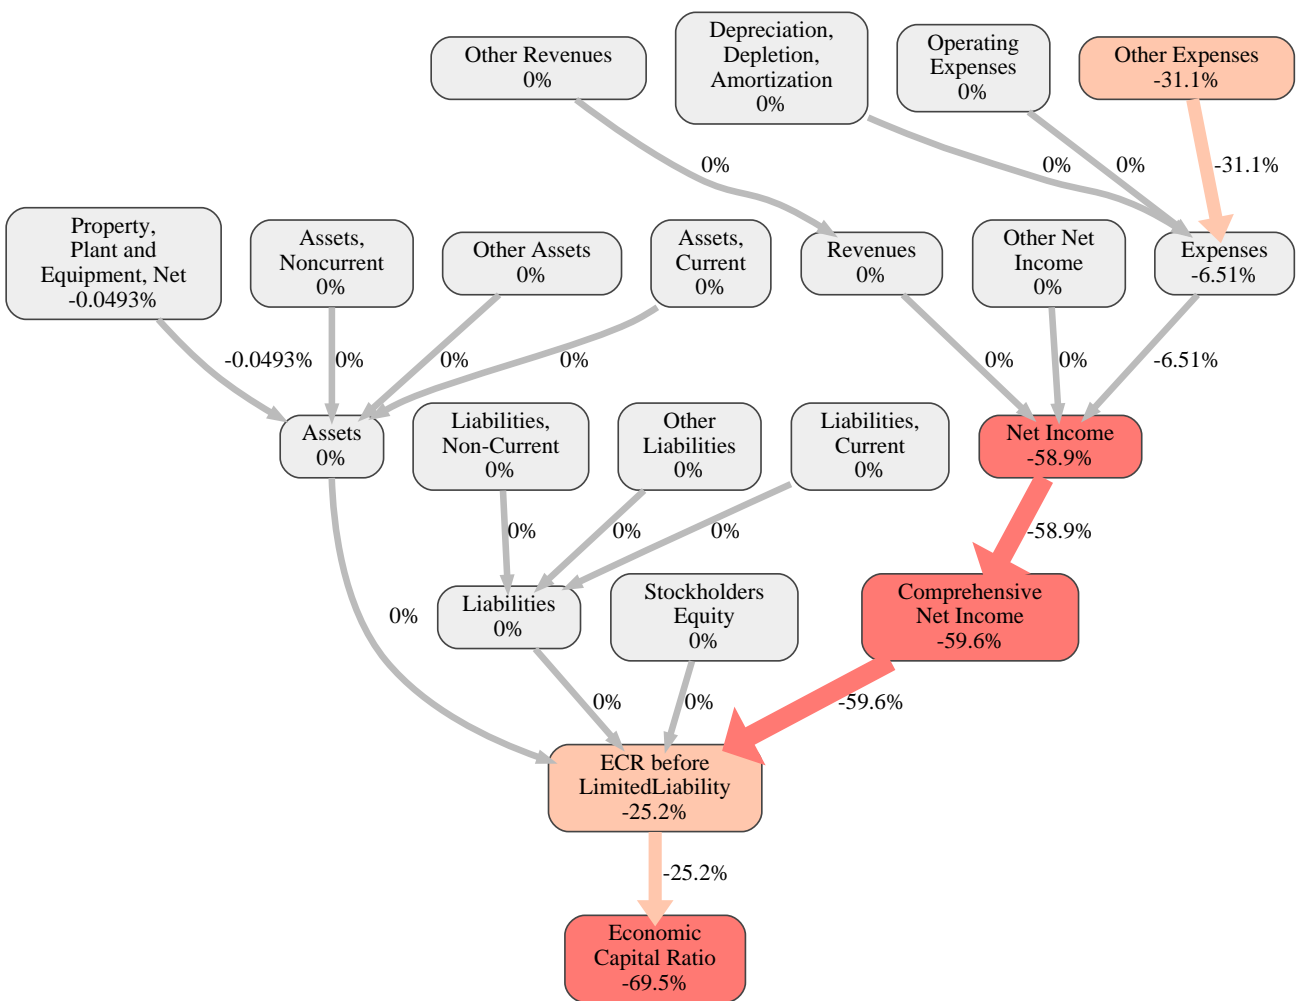 Other Revenues
0%
Depreciation,
Depletion,
Amortization
0%
Operating
Expenses
0%
Other Expenses
-31.1%
0%
0%
0%
-31.1%
Property,
Plant and
Equipment, Net
-0.0493%
Assets,
Noncurrent
0%
Other Assets
0%
Assets,
Current
0%
Revenues
0%
Other Net
Income
0%
Expenses
-6.51%
-0.0493%
0%
0%
0%
0%
0%
-6.51%
Assets
0%
Liabilities,
Non-Current
0%
Other
Liabilities
0%
Liabilities,
Current
0%
Net Income
-58.9%
0%
0%
0%
-58.9%
0%
Liabilities
0%
Stockholders
Equity
0%
Comprehensive
Net Income
-59.6%
0%
0%
-59.6%
ECR before
LimitedLiability
-25.2%
-25.2%
Economic
Capital Ratio
-69.5%